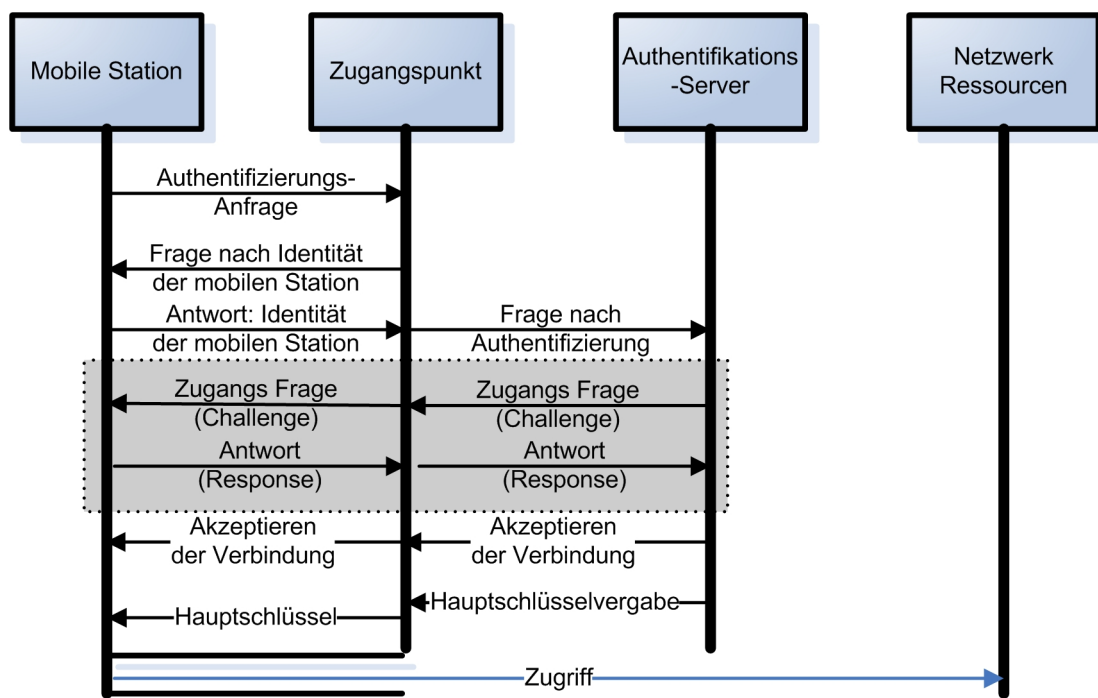 Mobile Station
Zugangspunkt
Authentifikations
-Server
Netzwerk
Ressourcen
Authentifizierungs-
Anfrage
Frage nach Identität
der mobilen Station
Antwort: Identität
der mobilen Station
Frage nach
Authentifizierung
Zugangs Frage
(Challenge)
Zugangs Frage
(Challenge)
Antwort
(Response)
Antwort
(Response)
Akzeptieren
der Verbindung
Akzeptieren
der Verbindung
Hauptschlüsselvergabe
Hauptschlüssel
Zugriff